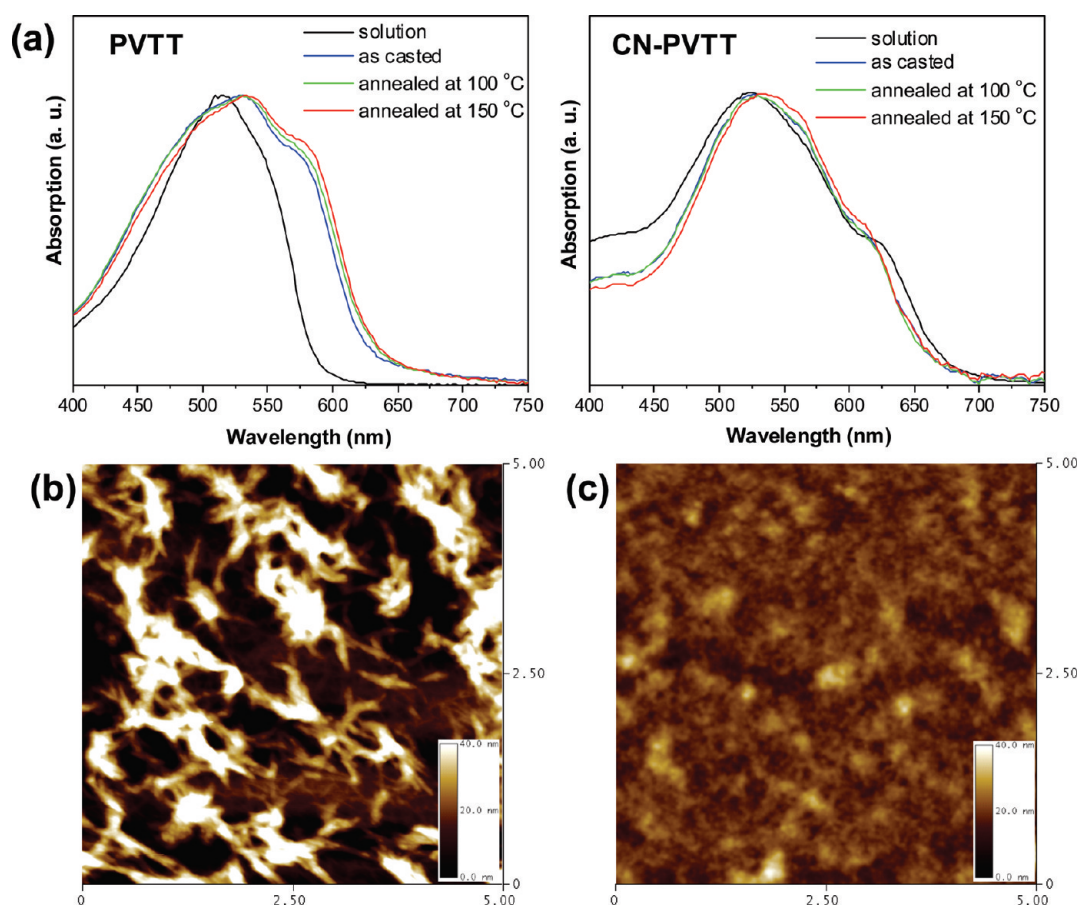 (a)
PVTT
solution
as casted
annealed at 100 °C
annealed at 150 °C
Absorption (a. u.)
400 450 500 550 600 650 700 750
Wavelength (nm)
CN-PVTT
solution
as casted
annealed at 100 °C
annealed at 150 °C
Absorption (a. u.)
400 450 500 550 600 650 700 750
Wavelength (nm)
(b)
5.00
2.50
40.0 nm
20.0 nm
0.0 nm
0
0 2.50 5.00
(c)
5.00
2.50
40.0 nm
20.0 nm
0.0 nm
0
0 2.50 5.00